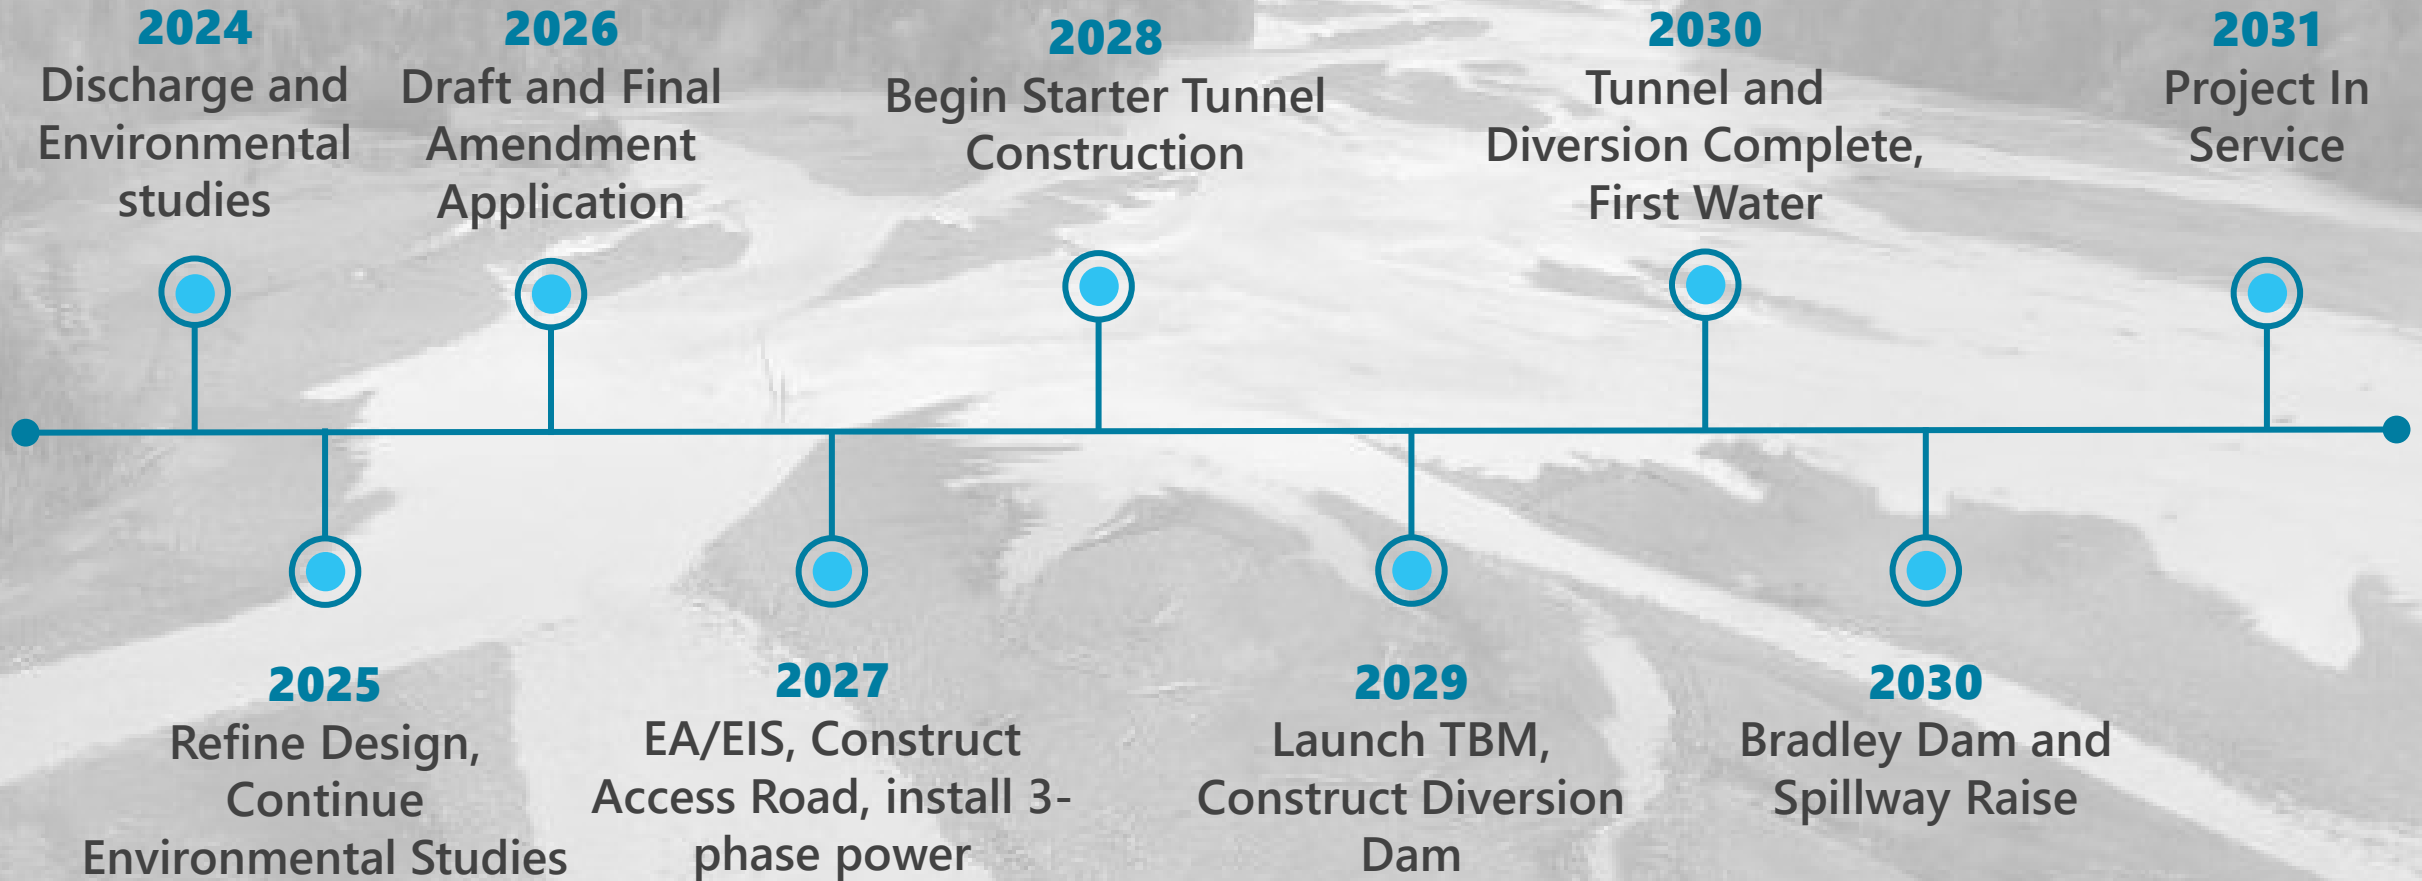 2024
Discharge and
Environmental
studies
2026
Draft and Final
Amendment
Application
2028
Begin Starter Tunnel
Construction
2030
Tunnel and
Diversion Complete,
First Water
2031
Project In
Service
2025
Refine Design,
Continue
Environmental Studies
2027
EA/EIS, Construct
Access Road, install 3-
phase power
2029
Launch TBM,
Construct Diversion
Dam
2030
Bradley Dam and
Spillway Raise